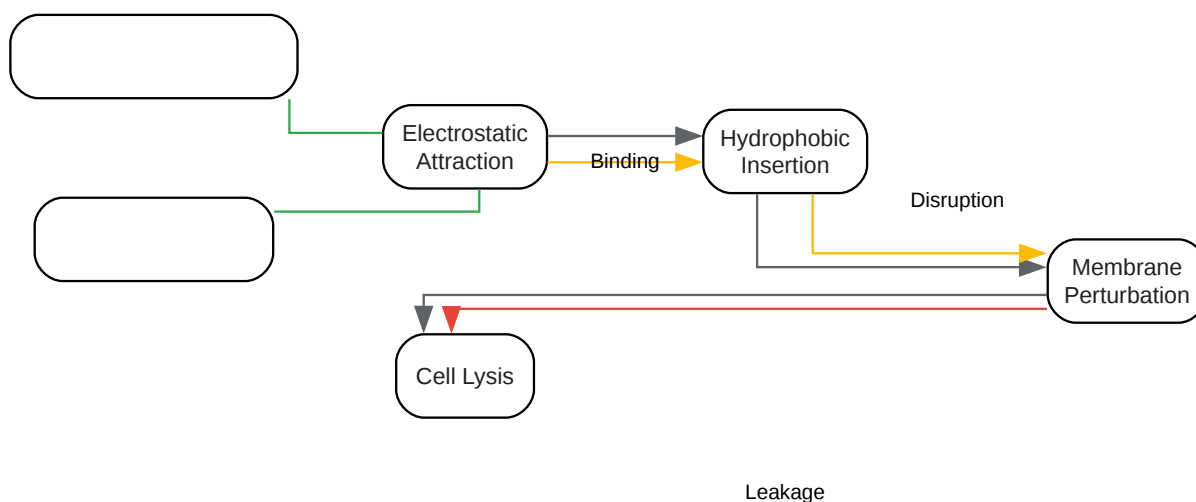 Electrostatic
Attraction
Binding
Hydrophobic
Insertion
Disruption
Membrane
Perturbation
Cell Lysis
Leakage